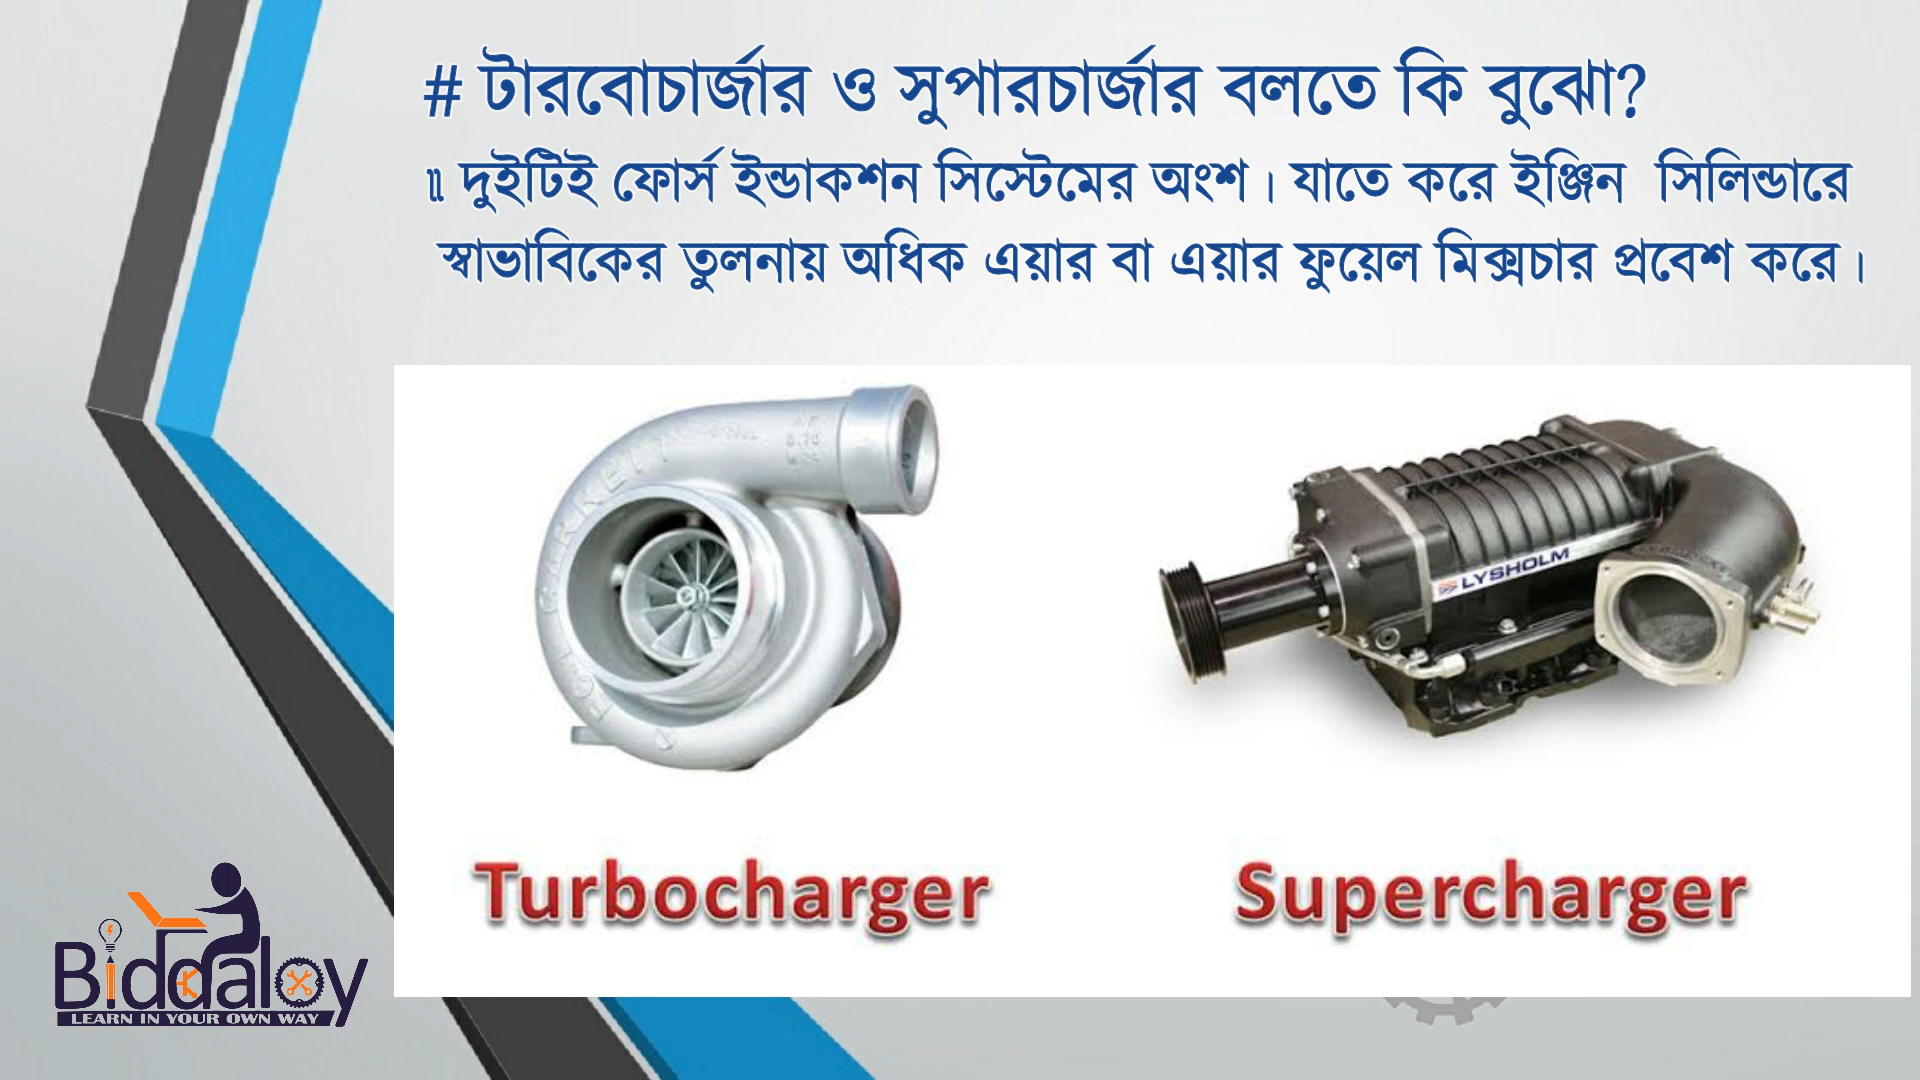 # টারবোচার্জার ও সুপারচার্জার বলতে কি বুঝো?
দুইটিই ফোর্স ইন্ডাকশন সিস্টেমের অংশ। যাতে করে ইঞ্জিন সিলিন্ডারে
স্বাভাবিকের তুলনায় অধিক এয়ার বা এয়ার ফুয়েল মিক্সচার প্রবেশ করে।
GARRETT
LYSHOLM
Turbocharger
Supercharger
Biddaloy
LEARN IN YOUR OWN WAY